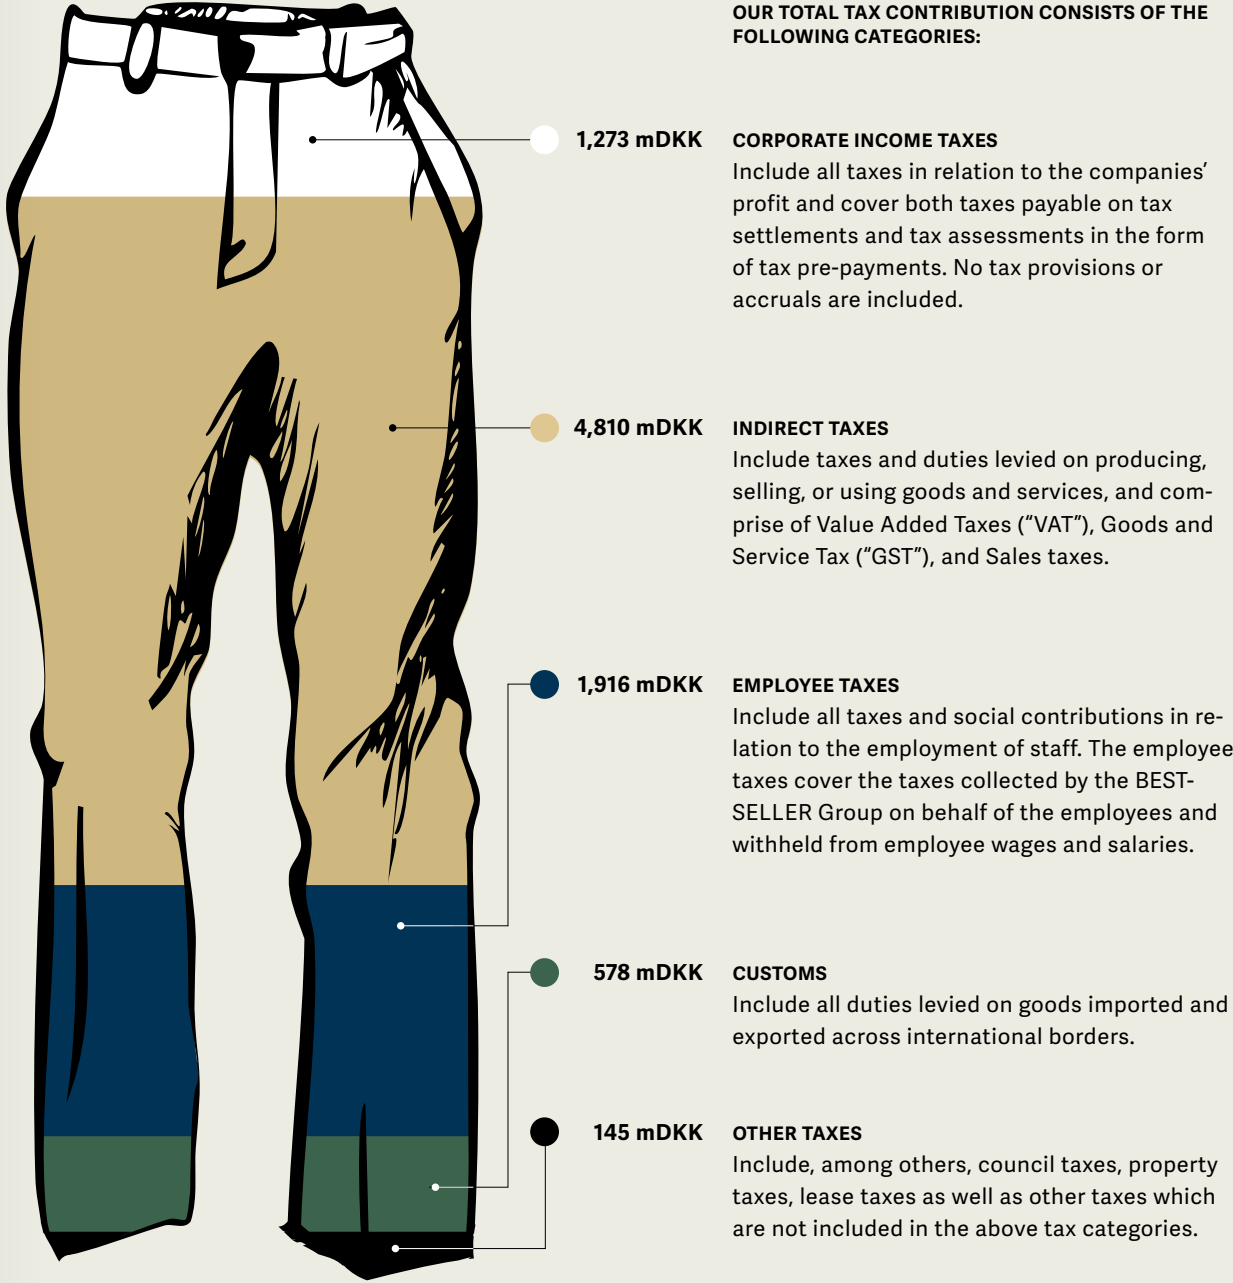 OUR TOTAL TAX CONTRIBUTION CONSISTS OF THE
FOLLOWING CATEGORIES:
1,273 mDKK
CORPORATE INCOME TAXES
Include all taxes in relation to the companies’
profit and cover both taxes payable on tax
settlements and tax assessments in the form
of tax pre-payments. No tax provisions or
accruals are included.
4,810 mDKK
INDIRECT TAXES
Include taxes and duties levied on producing,
selling, or using goods and services, and com-
prise of Value Added Taxes (“VAT”), Goods and
Service Tax (“GST”), and Sales taxes.
1,916 mDKK
EMPLOYEE TAXES
Include all taxes and social contributions in re-
lation to the employment of staff. The employee
taxes cover the taxes collected by the BEST-
SELLER Group on behalf of the employees and
withheld from employee wages and salaries.
578 mDKK
CUSTOMS
Include all duties levied on goods imported and
exported across international borders.
145 mDKK
OTHER TAXES
Include, among others, council taxes, property
taxes, lease taxes as well as other taxes which
are not included in the above tax categories.